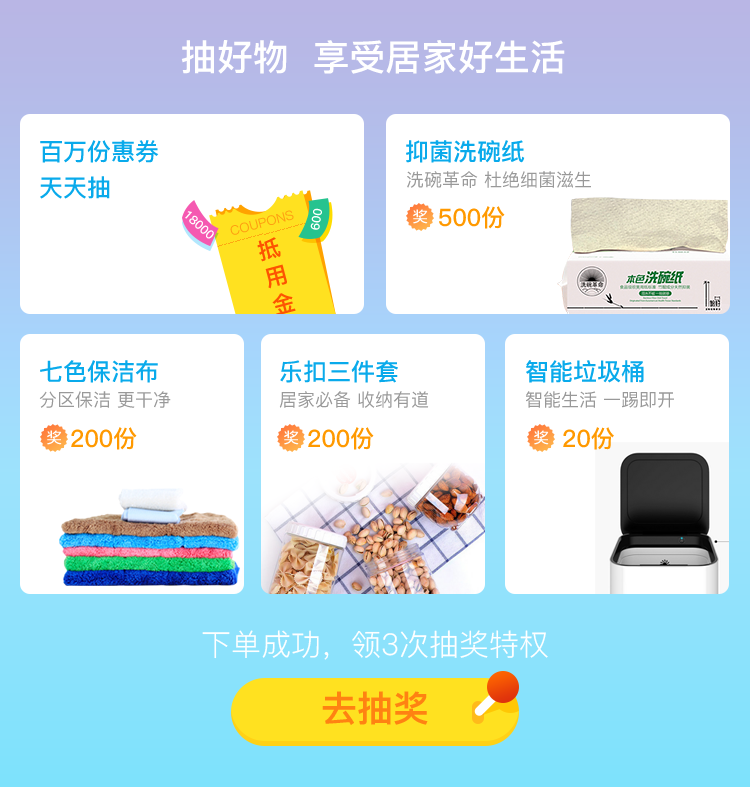 抽好物 享受居家好生活
百万份惠券
天天抽
18000
COUPONS
600
抵用金
抑菌洗碗纸
洗碗革命 杜绝细菌滋生
奖 500份
洗碗革命
本色洗碗纸
七色保洁布
分区保洁 更干净
奖 200份
乐扣三件套
居家必备 收纳有道
奖 200份
智能垃圾桶
智能生活 一踢即开
奖 20份
下单成功，领3次抽奖特权
去抽奖